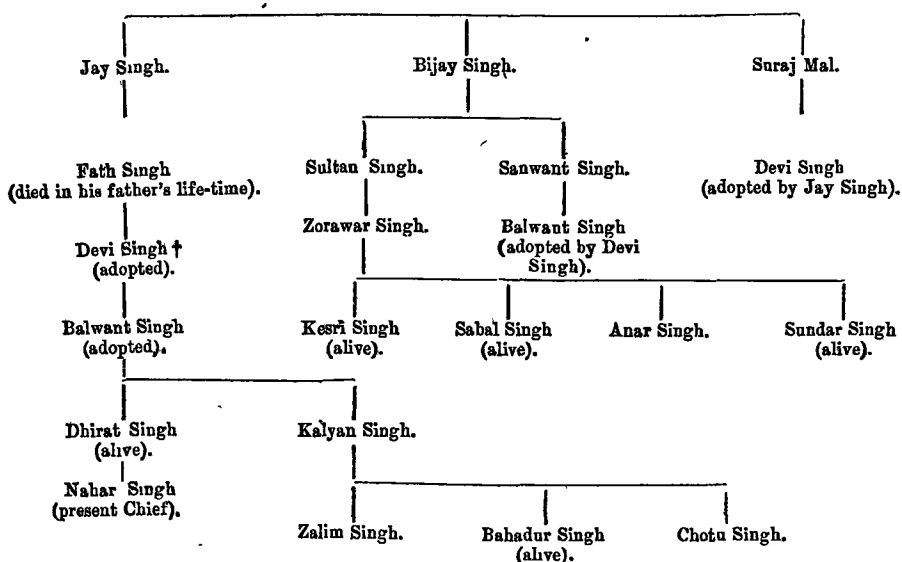 Jay Singh.
Bijay Singh.
Suraj Mal.
Fath Singh
(died in his father's life-time).
Sultan Singh.
Sanwant Singh.
Devi Singh
(adopted by Jay Singh).
Zorawar Singh.
Balwant Singh
(adopted by Devi
Singh).
Devi Singh †
(adopted).
Balwant Singh
(adopted).
Kesri Singh
(alive).
Sabal Singh
(alive).
Anar Singh.
Sundar Singh
(alive).
Dhirat Singh
(alive).
Kalyan Singh.
Nahar Singh
(present Chief).
Zalim Singh.
Bahadur Singh
(alive).
Chotu Singh.